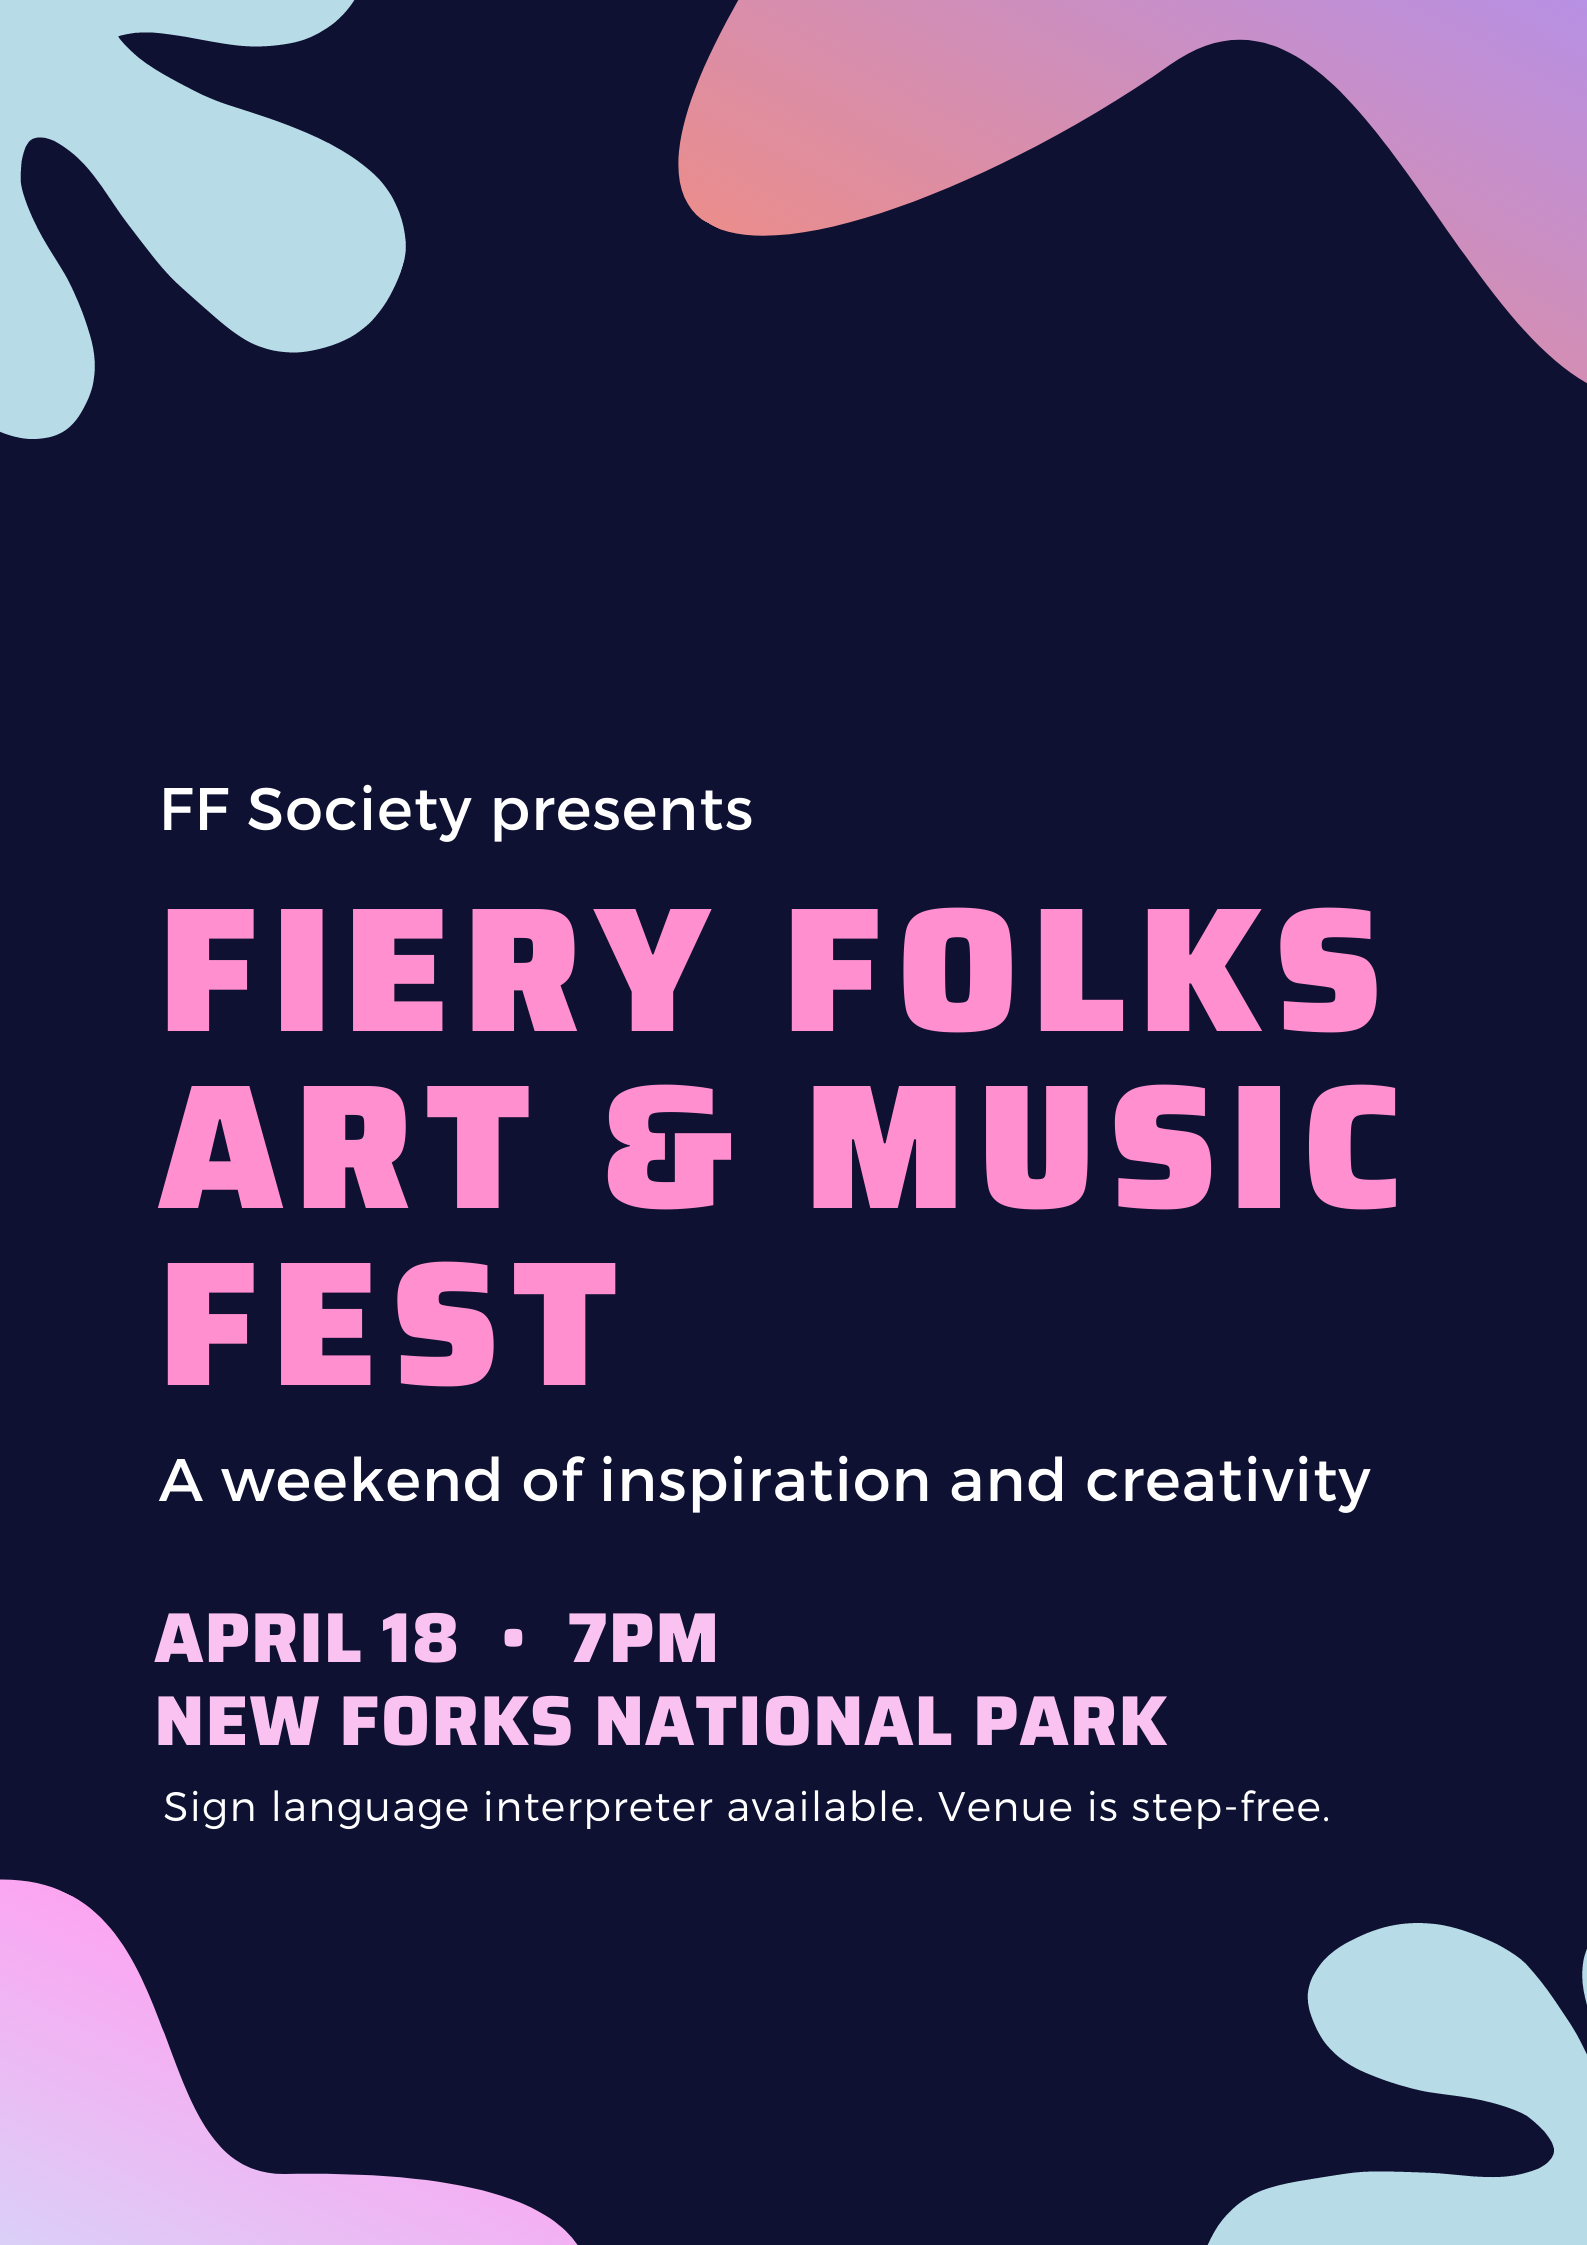 FF Society presents
FIERY FOLKS
ART & MUSIC
FEST
A weekend of inspiration and creativity
APRIL 18 • 7PM
NEW FORKS NATIONAL PARK
Sign language interpreter available. Venue is step-free.